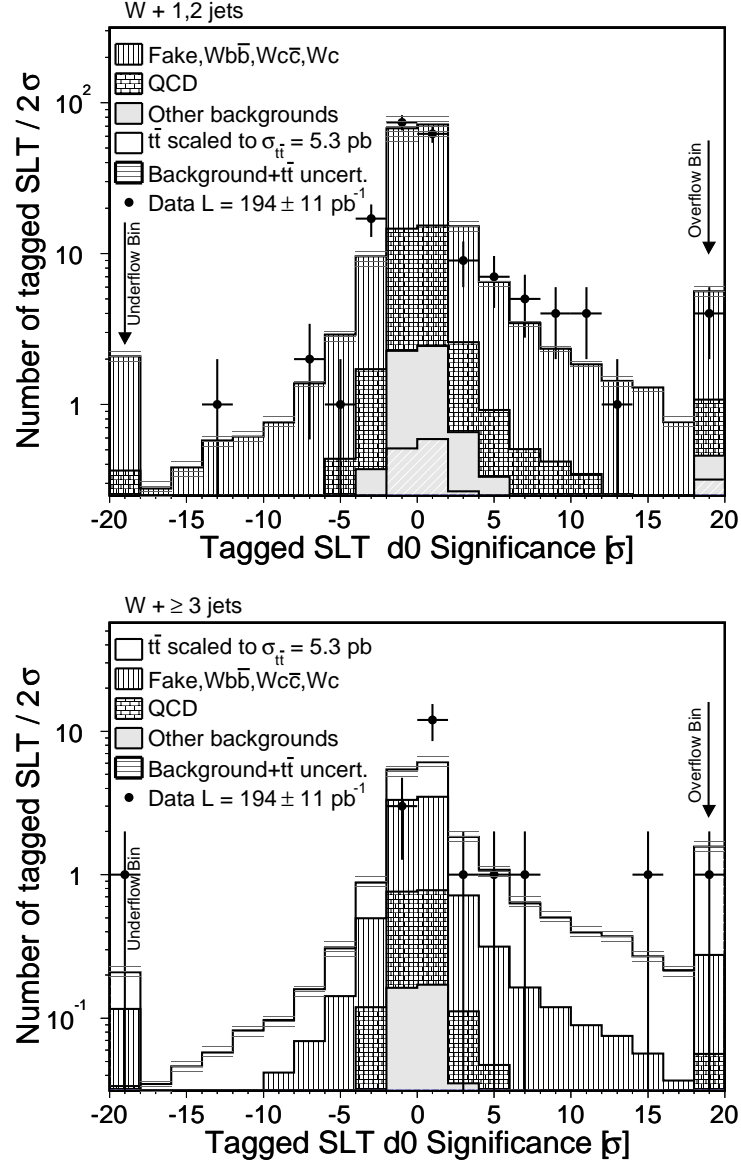 W + 1,2 jets
Number of tagged SLT / 2σ
Fake,Wbb̅,Wcc̅,Wc
QCD
Other backgrounds
tt̅ scaled to σ_tt̅ = 5.3 pb
Background+tt̅ uncert.
Data L = 194 ± 11 pb⁻¹
Underflow Bin
Overflow Bin
10²
10
1
-20 -15 -10 -5 0 5 10 15 20
Tagged SLT d0 Significance [σ]
W + ≥ 3 jets
Number of tagged SLT / 2σ
tt̅ scaled to σ_tt̅ = 5.3 pb
Fake,Wbb̅,Wcc̅,Wc
QCD
Other backgrounds
Background+tt̅ uncert.
Data L = 194 ± 11 pb⁻¹
Underflow Bin
Overflow Bin
10
1
10⁻¹
-20 -15 -10 -5 0 5 10 15 20
Tagged SLT d0 Significance [σ]